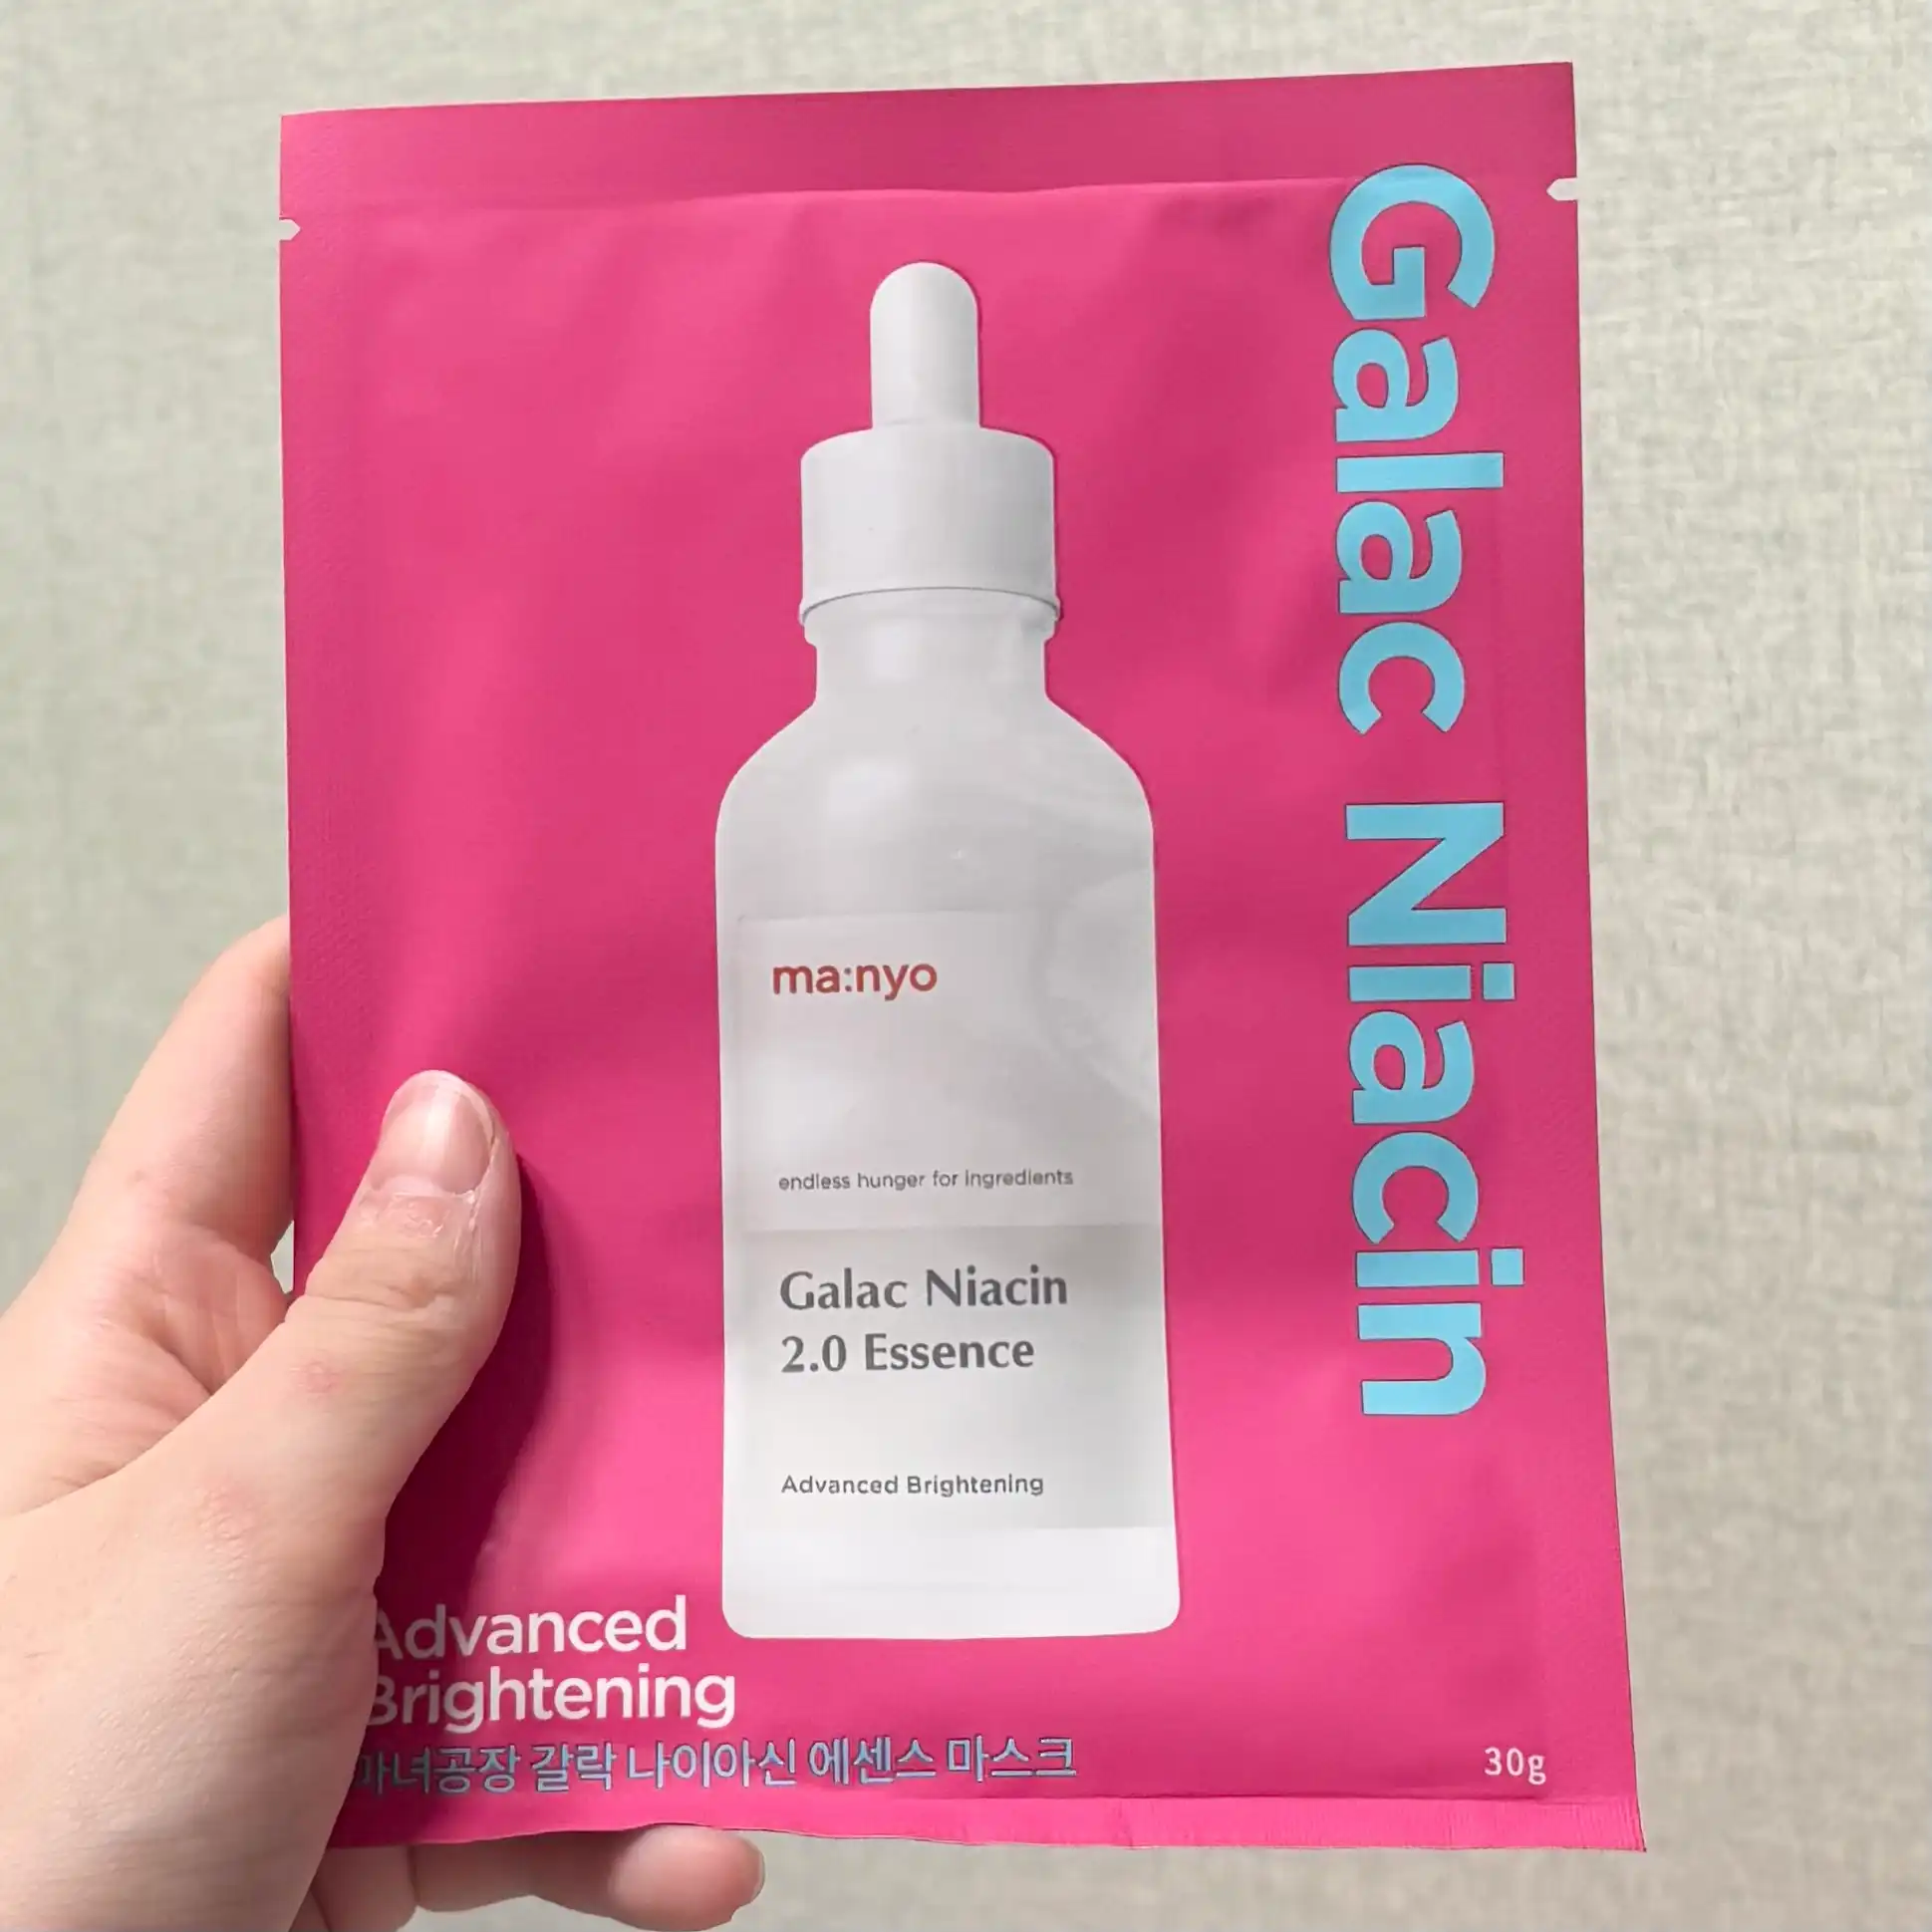 Galac Niacin
ma:nyo
endless hunger for ingredients
Galac Niacin
2.0 Essence
Advanced Brightening
Advanced
Brightening
마녀공장 갈락 나이아신 에센스 마스크
30g